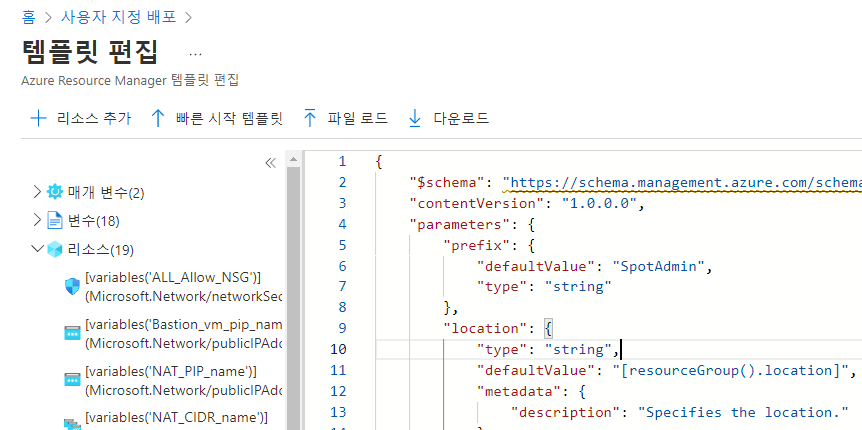 홈 > 사용자 지정 배포 >
템플릿 편집 ...
Azure Resource Manager 템플릿 편집
+ 리소스 추가 ↑ 빠른 시작 템플릿 파일 로드 다운로드
매개 변수(2)
변수(18)
리소스(19)
[variables('ALL_Allow_NSG')]
(Microsoft.Network/networkSec
[variables('Bastion_vm_pip_nam
(Microsoft.Network/publicIPAdd
[variables('NAT_PIP_name')]
(Microsoft.Network/publicIPAdd
[variables('NAT_CIDR_name')]
1 {
2 "$schema": "https://schema.management.azure.com/schema
3 "contentVersion": "1.0.0.0",
4 "parameters": {
5 "prefix": {
6 "defaultValue": "SpotAdmin",
7 "type": "string"
8 },
9 "location": {
10 "type": "string",
11 "defaultValue": "[resourceGroup().location]",
12 "metadata": {
13 "description": "Specifies the location."